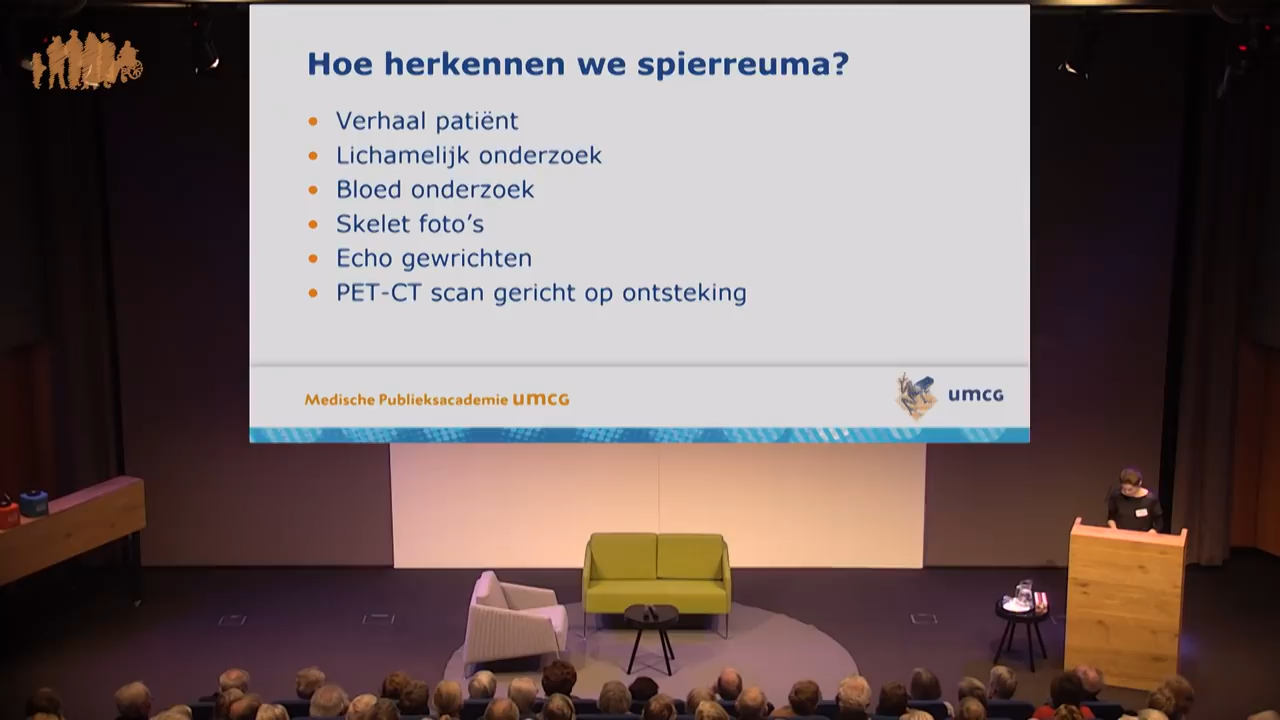 Hoe herkennen we spierreuma?
• Verhaal patiënt
• Lichamelijk onderzoek
• Bloed onderzoek
• Skelet foto's
• Echo gewrichten
• PET-CT scan gericht op ontsteking
Medische Publieksacademie umcg
umcg